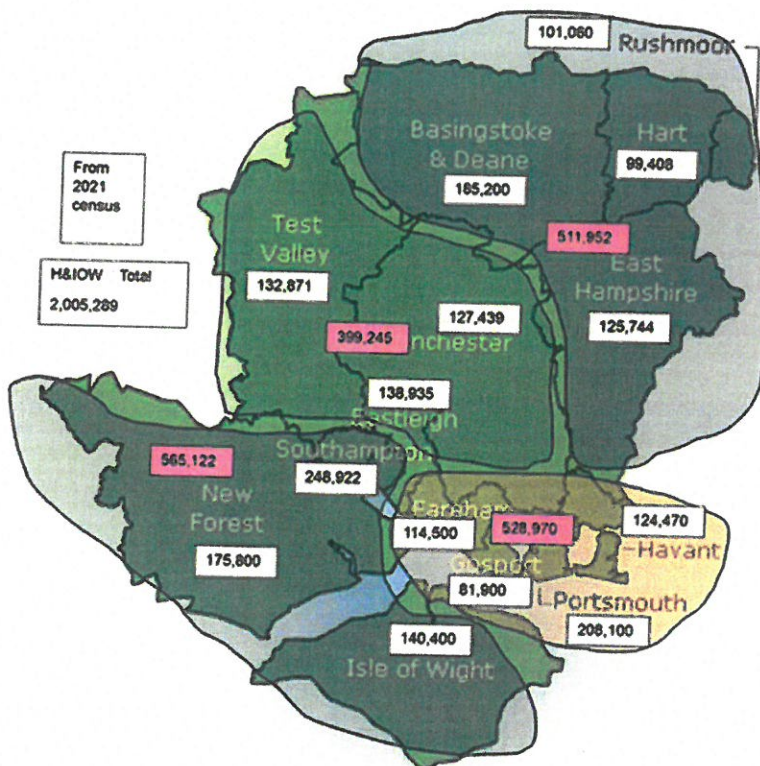 101,060
Rushmoor
Basingstoke
& Deane
185,200
Hart
99,408
From
2021
census
Test
Valley
132,871
511,952
East
Hampshire
125,744
H&IOW Total
2,005,289
127,439
399,245
nchester
138,935
Eastleigh
565,122
Southampton
248,922
New
Forest
175,800
Fareham
114,500
528,970
124,470
Havant
Gosport
81,900
Portsmouth
208,100
140,400
Isle of Wight